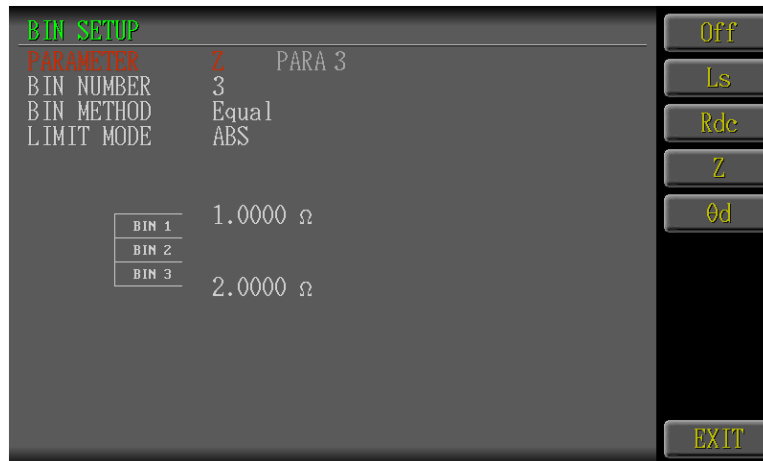 BIN SETUP
PARAMETER Z PARA 3
BIN NUMBER 3
BIN METHOD Equal
LIMIT MODE ABS
BIN 1 1.0000 Ω
BIN 2
BIN 3 2.0000 Ω
Off
Ls
Rdc
Z
θd
EXIT